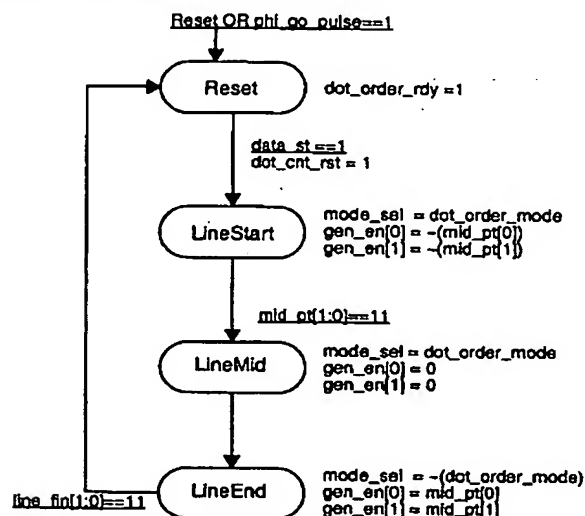 Reset OR phi_go_pulse==1
Reset
dot_order_rdy = 1
data_st ==1
dot_cnt_rst = 1
LineStart
mode_sel = dot_order_mode
gen_en[0] = ~(mid_pt[0])
gen_en[1] = ~(mid_pt[1])
mid_pt[1:0]==11
LineMid
mode_sel = dot_order_mode
gen_en[0] = 0
gen_en[1] = 0
LineEnd
mode_sel = ~(dot_order_mode)
gen_en[0] = mid_pt[0]
gen_en[1] = mid_pt[1]
line_fin[1:0]==11